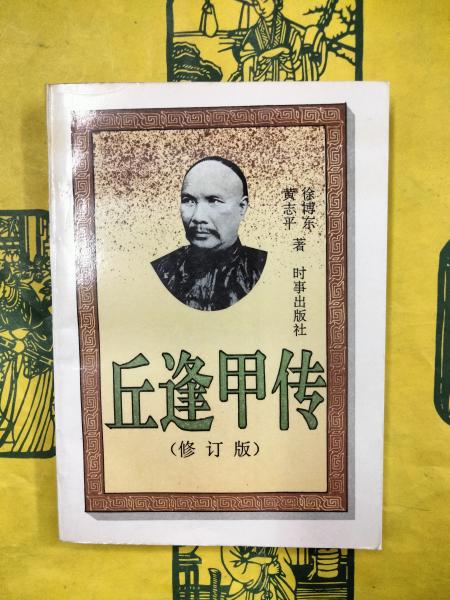 徐博东
黄志平
著
时事出版社
丘逢甲传
(修订版)